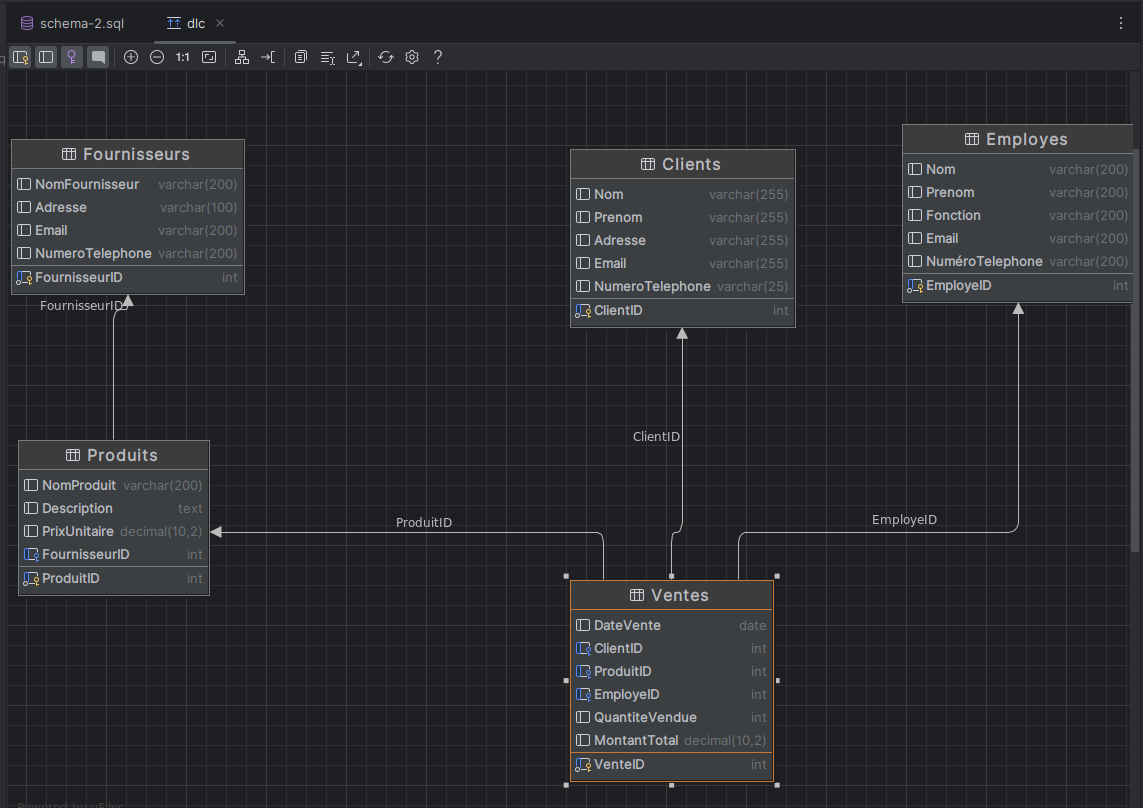 schema-2.sql
dlc
1:1
?
Fournisseurs
NomFournisseur varchar(200)
Adresse varchar(100)
Email varchar(200)
NumeroTelephone varchar(200)
FournisseurID int
Clients
Nom varchar(255)
Prenom varchar(255)
Adresse varchar(255)
Email varchar(255)
NumeroTelephone varchar(25)
ClientID int
Employes
Nom varchar(200)
Prenom varchar(200)
Fonction varchar(200)
Email varchar(200)
NuméroTelephone varchar(200)
EmployeID int
FournisseurID
ClientID
ProduitID
EmployeID
Produits
NomProduit varchar(200)
Description text
PrixUnitaire decimal(10,2)
FournisseurID int
ProduitID int
Ventes
DateVente date
ClientID int
ProduitID int
EmployeID int
QuantiteVendue int
MontantTotal decimal(10,2)
VenteID int
Powered by yFiles